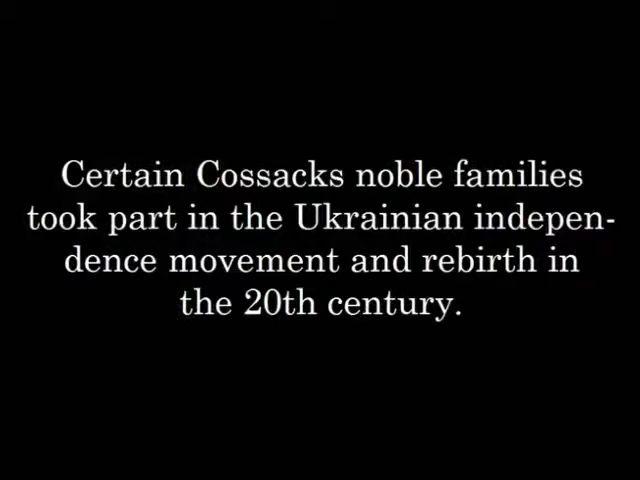 Certain Cossacks noble families
took part in the Ukrainian indepen-
dence movement and rebirth in
the 20th century.